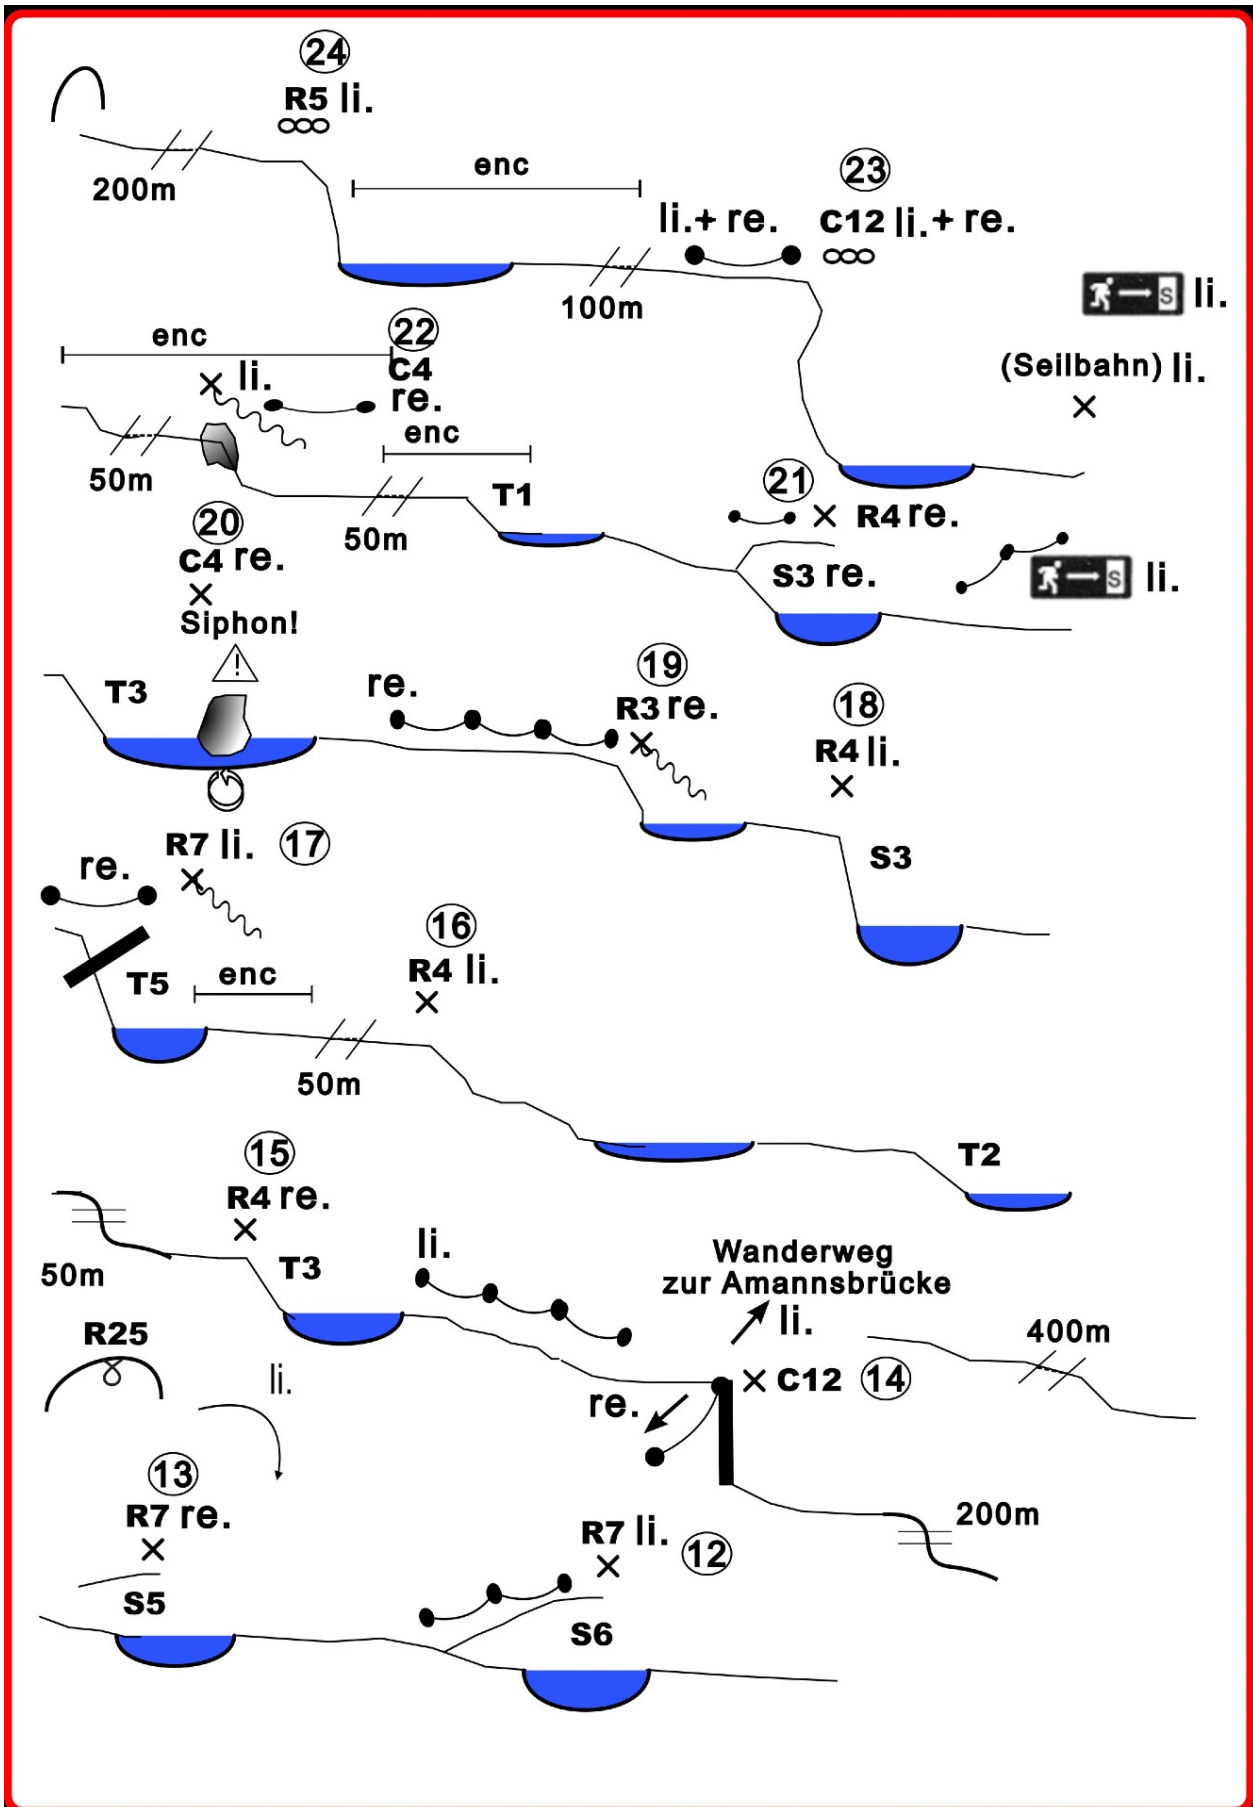 24
R5 li.
200m
enc
23
li.+ re.
C12 li.+ re.
100m
S li.
(Seilbahn) li.
enc
22
C4
li.
re.
enc
50m
T1
50m
21
R4 re.
S3 re.
S li.
20
C4 re.
Siphon!
!
T3
re.
19
R3 re.
18
R4 li.
S3
R7 li. 17
re.
T5
enc
16
R4 li.
50m
T2
15
R4 re.
50m
T3
li.
Wanderweg
zur Amannsbrücke
li.
400m
R25
li.
C12 14
re.
13
R7 re.
200m
R7 li. 12
S5
S6